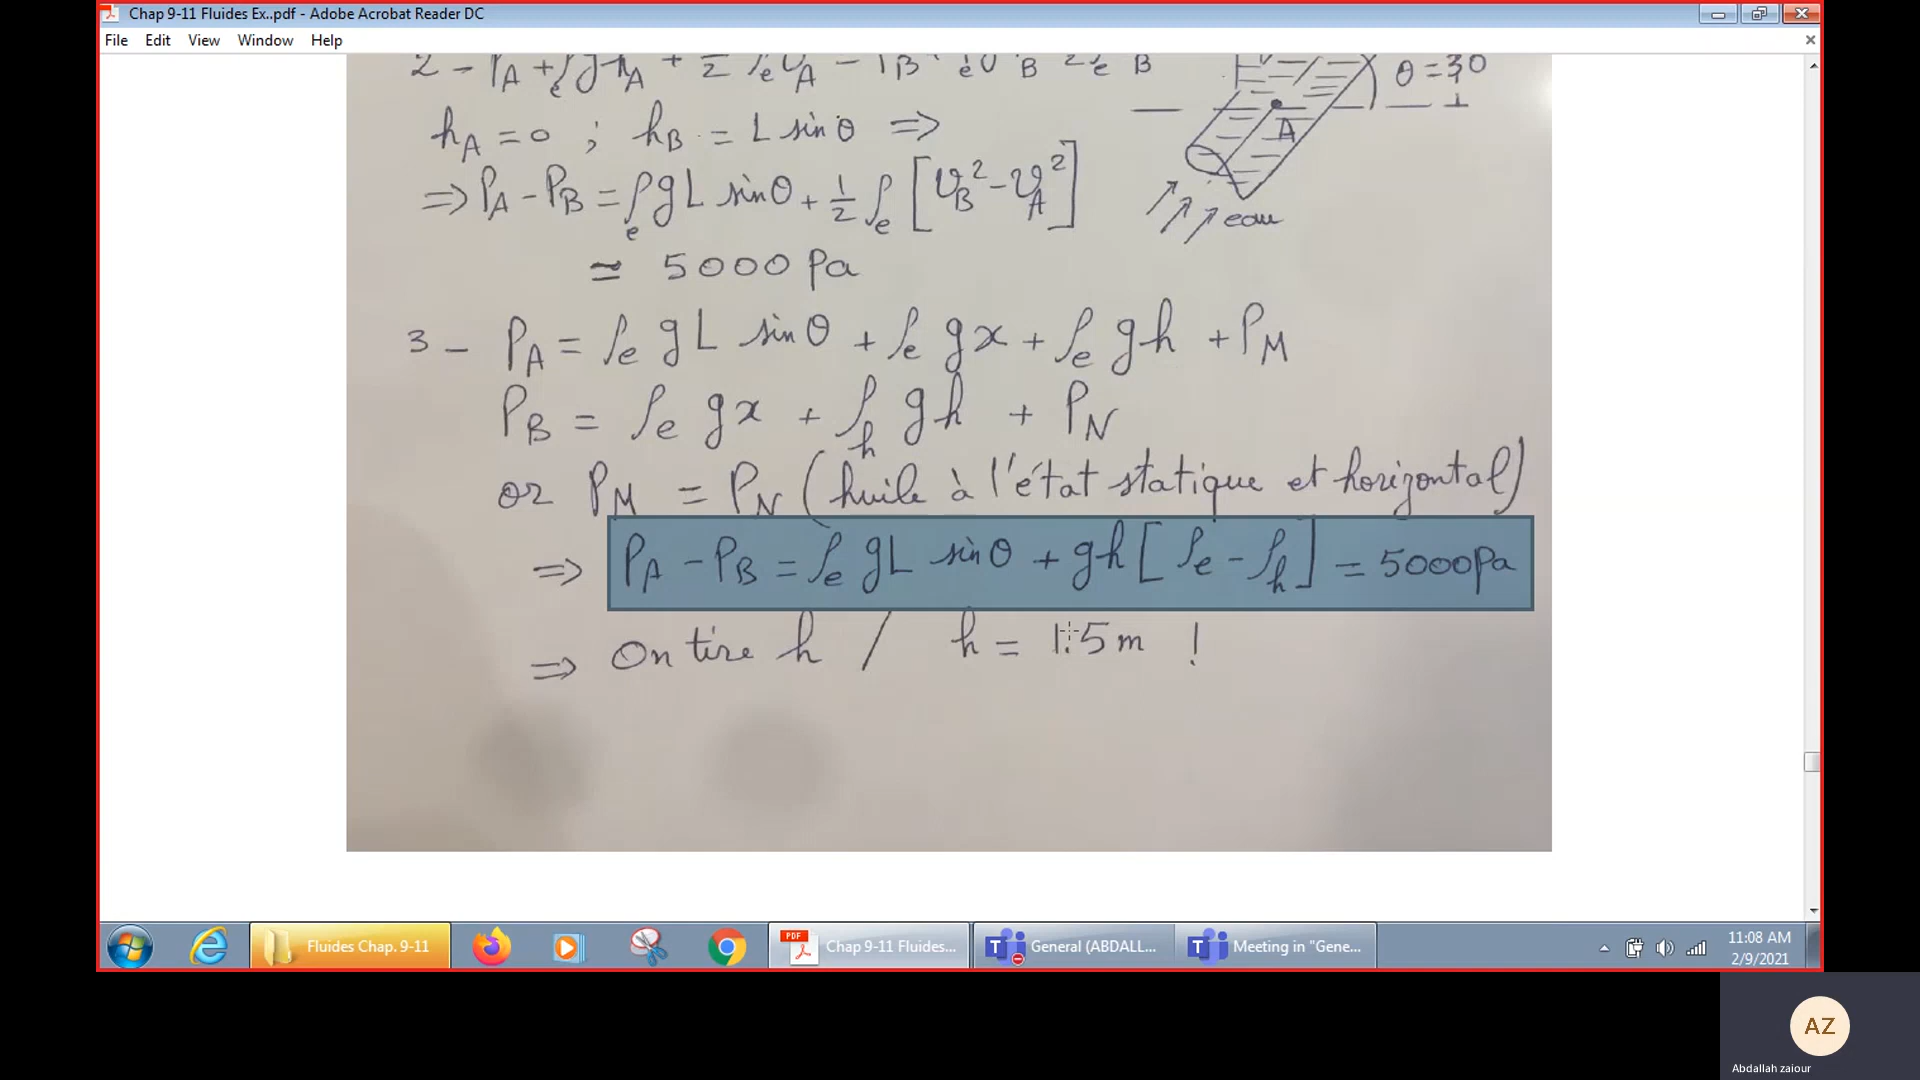 Chap 9-11 Fluides Ex..pdf - Adobe Acrobat Reader DC
File Edit View Window Help
θ = 30
h_A = 0 ; h_B = L sin θ ⇒
A
⇒ P_A - P_B = ρ_e g L sin θ + 1/2 ρ_e [v_B² - v_A²]
eau
≃ 5000 Pa
3 - P_A = ρ_e g L sin θ + ρ_e g x + ρ_e g h + P_M
P_B = ρ_e g x + ρ_h g h + P_N
or P_M = P_N (huile à l'état statique et horizontal)
⇒ P_A - P_B = ρ_e g L sin θ + g h [ρ_e - ρ_h] = 5000 Pa
⇒ On tire h / h = 1.5 m !
Fluides Chap. 9-11
PDF
Chap 9-11 Fluides...
General (ABDALL...
Meeting in "Gene...
11:08 AM
2/9/2021
AZ
Abdallah zaiour